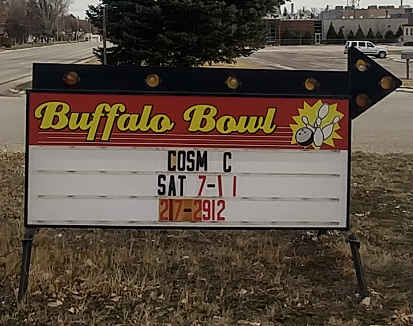 Buffalo Bowl
COSM C
SAT 7-11
217-2912